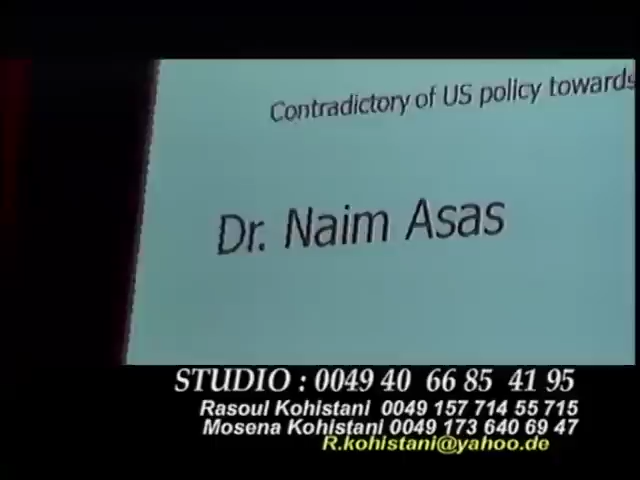 Contradictory of US policy towards
Dr. Naim Asas
STUDIO : 0049 40 66 85 41 95
Rasoul Kohistani 0049 157 714 55 715
Mosena Kohistani 0049 173 640 69 47
R.kohistani@yahoo.de